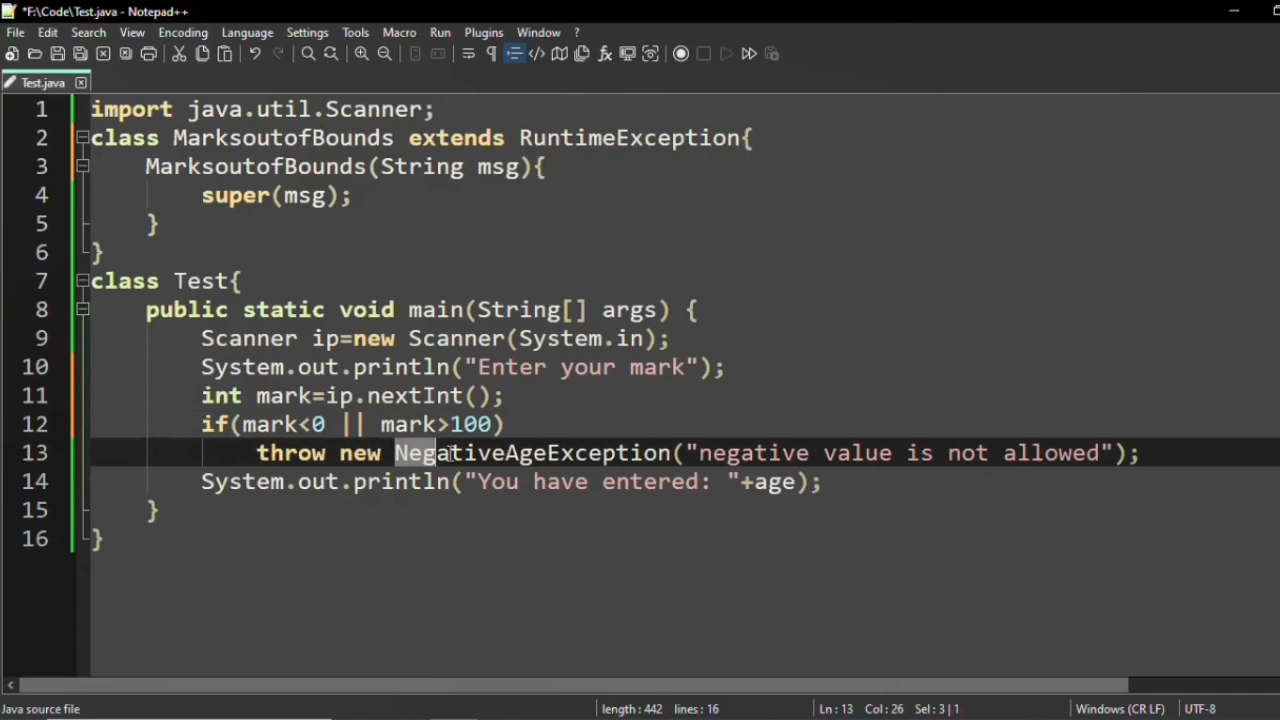 *F:\Code\Test.java - Notepad++
File Edit Search View Encoding Language Settings Tools Macro Run Plugins Window ?
Test.java
1 import java.util.Scanner;
2 class MarksoutofBounds extends RuntimeException{
3 MarksoutofBounds(String msg){
4 super(msg);
5 }
6 }
7 class Test{
8 public static void main(String[] args) {
9 Scanner ip=new Scanner(System.in);
10 System.out.println("Enter your mark");
11 int mark=ip.nextInt();
12 if(mark<0 || mark>100)
13 throw new NegativeAgeException("negative value is not allowed");
14 System.out.println("You have entered: "+age);
15 }
16 }
Java source file length : 442 lines : 16 Ln : 13 Col : 26 Sel : 3 | 1 Windows (CR LF) UTF-8